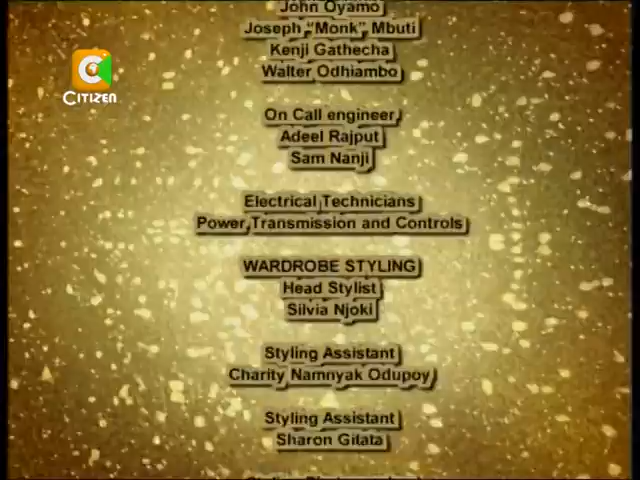 John Oyamo
Joseph "Monk" Mbuti
Kenji Gathecha
Walter Odhiambo
CITIZEN
On Call engineer
Adeel Rajput
Sam Nanji
Electrical Technicians
Power Transmission and Controls
WARDROBE STYLING
Head Stylist
Silvia Njoki
Styling Assistant
Charity Namnyak Odupoy
Styling Assistant
Sharon Gitata